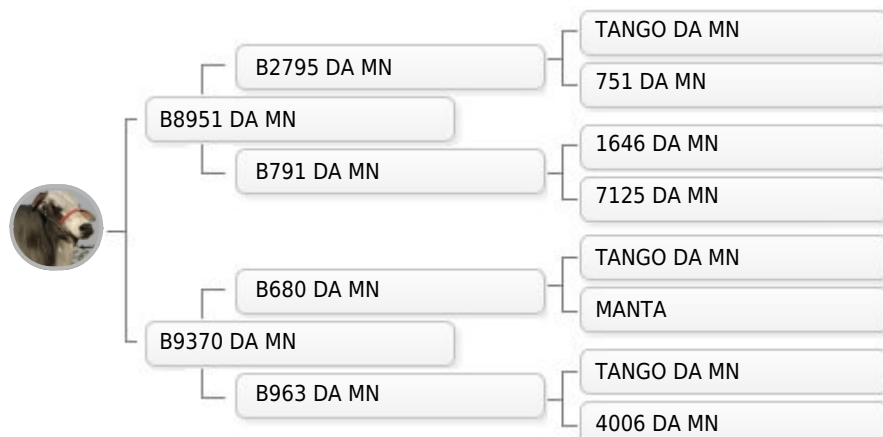 TANGO DA MN
B2795 DA MN
751 DA MN
B8951 DA MN
1646 DA MN
B791 DA MN
7125 DA MN
TANGO DA MN
B680 DA MN
MANTA
B9370 DA MN
TANGO DA MN
B963 DA MN
4006 DA MN